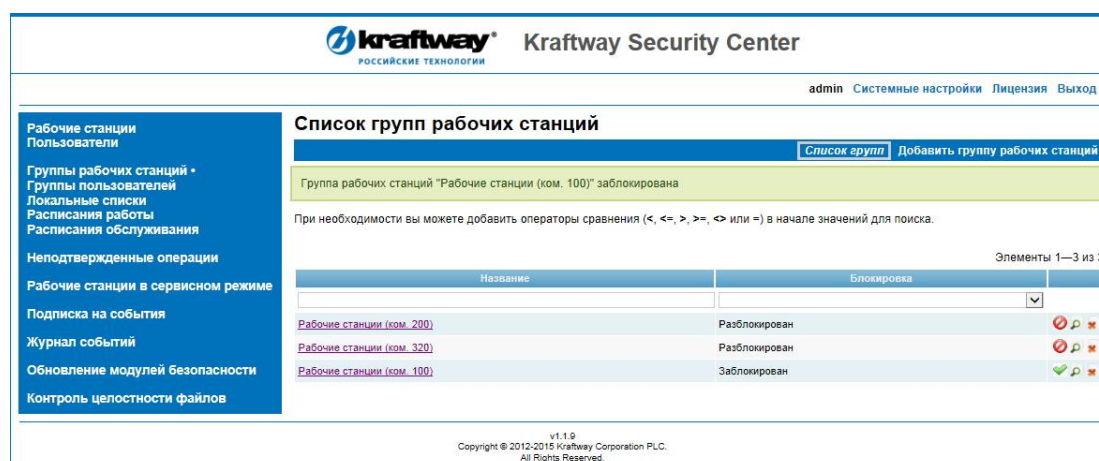 kraftway®
РОССИЙСКИЕ ТЕХНОЛОГИИ
Kraftway Security Center
admin Системные настройки Лицензия Выход
Рабочие станции
Пользователи
Группы рабочих станций •
Группы пользователей
Локальные списки
Расписания работы
Расписания обслуживания
Неподтвержденные операции
Рабочие станции в сервисном режиме
Подписка на события
Журнал событий
Обновление модулей безопасности
Контроль целостности файлов
Список групп рабочих станций
Список групп Добавить группу рабочих станций
Группа рабочих станций "Рабочие станции (ком. 100)" заблокирована
При необходимости вы можете добавить операторы сравнения (<, <=, >, >=, <> или =) в начале значений для поиска.
Элементы 1—3 из
Название Блокировка
Рабочие станции (ком. 200) Разблокирован
Рабочие станции (ком. 320) Разблокирован
Рабочие станции (ком. 100) Заблокирован
v1.1.9
Copyright © 2012-2015 Kraftway Corporation PLC.
All Rights Reserved.